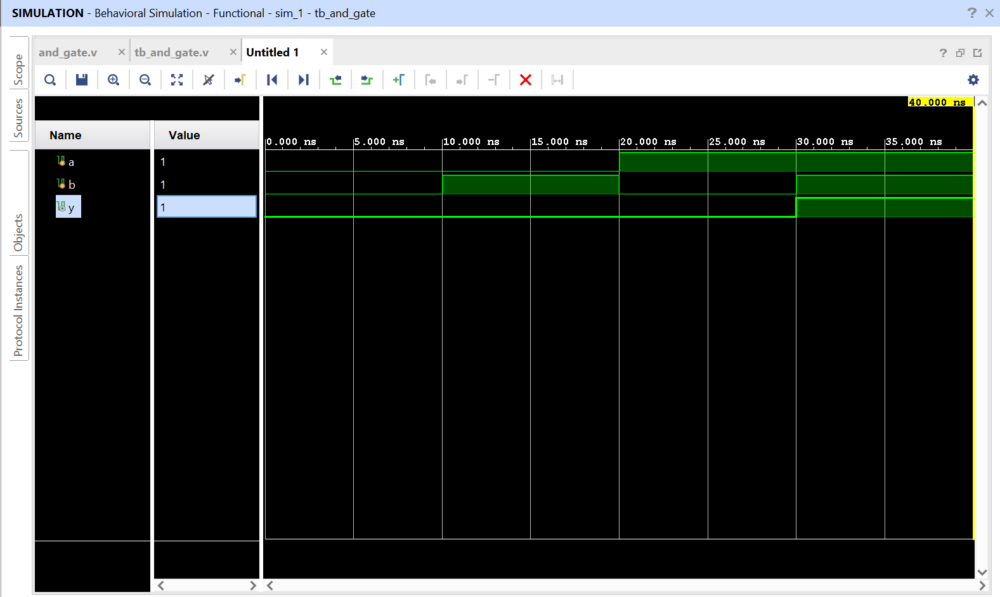 SIMULATION - Behavioral Simulation - Functional - sim_1 - tb_and_gate
Scope
Sources
Objects
Protocol Instances
and_gate.v
tb_and_gate.v
Untitled 1
40.000 ns
Name
Value
0.000 ns
5.000 ns
10.000 ns
15.000 ns
20.000 ns
25.000 ns
30.000 ns
35.000 ns
a
1
b
1
y
1